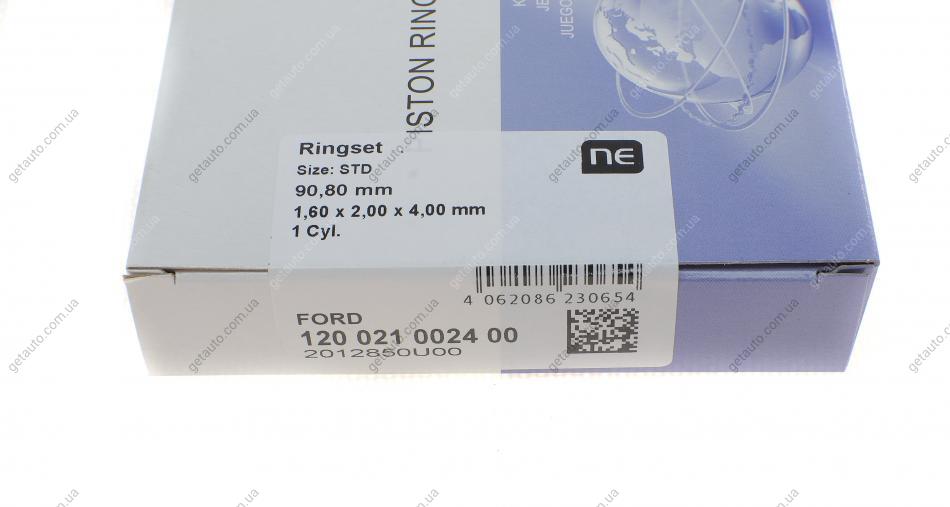 ISTON RING
JUEGO
Ringset .
Size: STD
90,80 mm
1,60 x 2,00 x 4,00 mm
1 Cyl.
NE
4 062086 230654
FORD
120 021 0024 00
2012850U00
getauto.com.ua